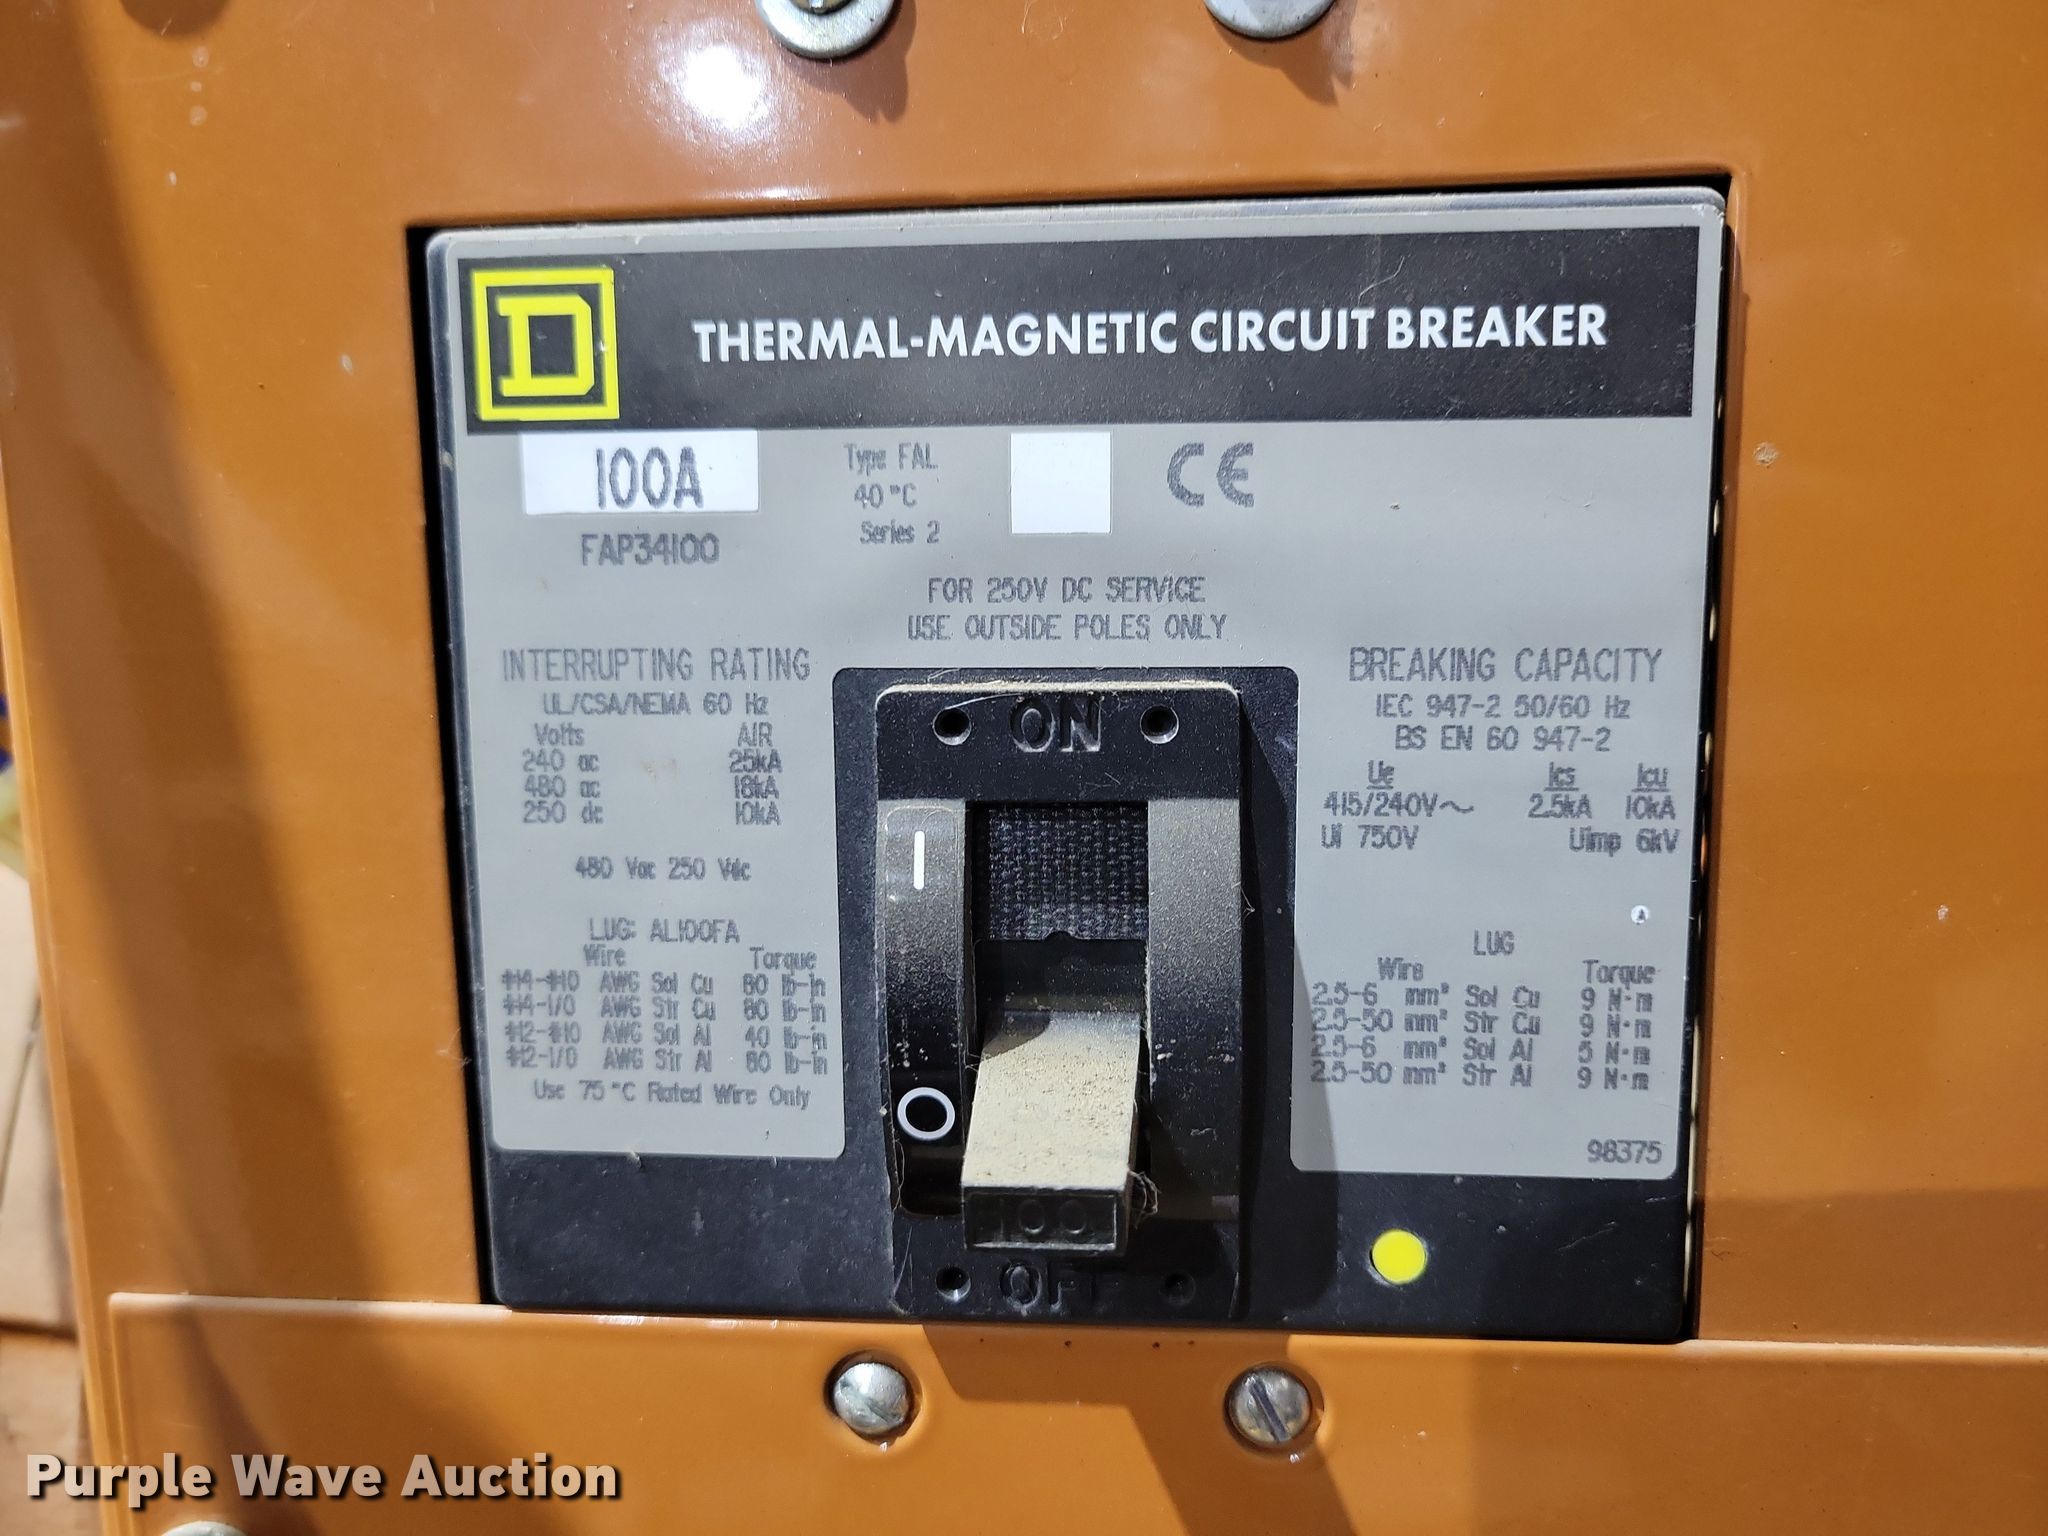 D THERMAL-MAGNETIC CIRCUIT BREAKER
100A
FAP34100
Type FAL
40 °C
Series 2
CE
FOR 250V DC SERVICE
USE OUTSIDE POLES ONLY
INTERRUPTING RATING
UL/CSA/NEMA 60 Hz
Volts AIR
240 ac 25kA
480 ac 18kA
250 dc 10kA
480 Vac 250 Vdc
LUG: AL100FA
Wire Torque
#14-#10 AWG Sol Cu 80 lb-in
#14-1/0 AWG Str Cu 80 lb-in
#12-#10 AWG Sol Al 40 lb-in
#12-1/0 AWG Str Al 80 lb-in
Use 75 °C Rated Wire Only
ON
I
O
100
OFF
BREAKING CAPACITY
IEC 947-2 50/60 Hz
BS EN 60 947-2
Ue Ics Icu
415/240V~ 2.5kA 10kA
Ui 750V Uimp 6kV
LUG
Wire Torque
2.5-6 mm² Sol Cu 9 N·m
2.5-50 mm² Str Cu 9 N·m
2.5-6 mm² Sol Al 5 N·m
2.5-50 mm² Str Al 9 N·m
98375
Purple Wave Auction